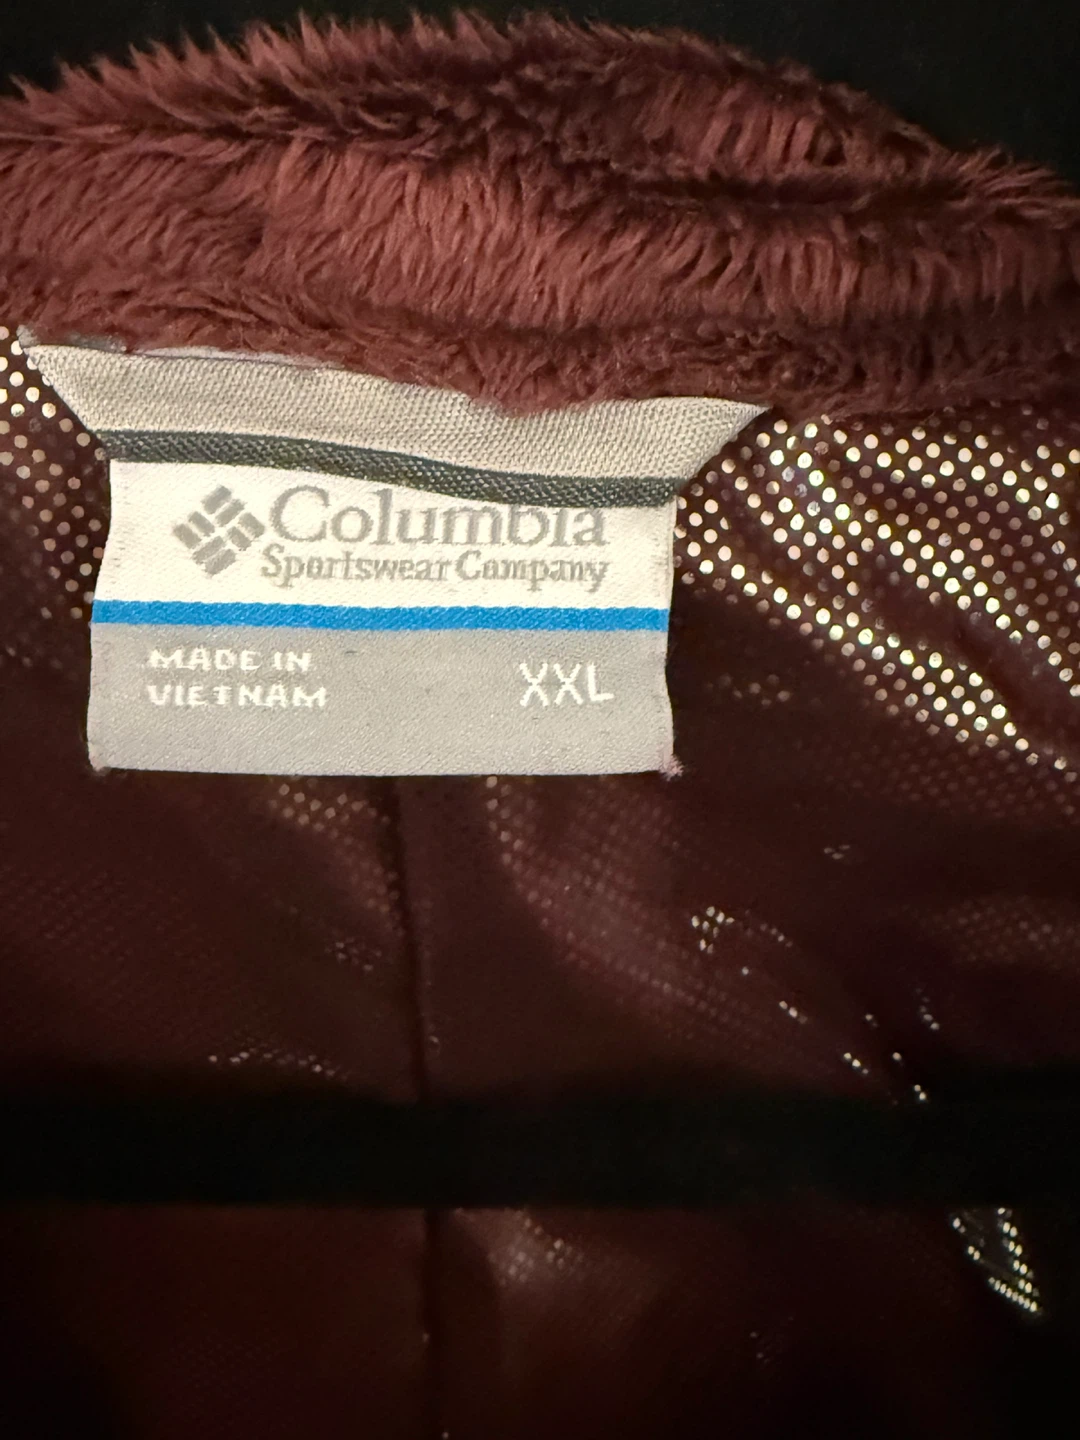 Columbia
Sportswear Company
MADE IN
VIETNAM
XXL